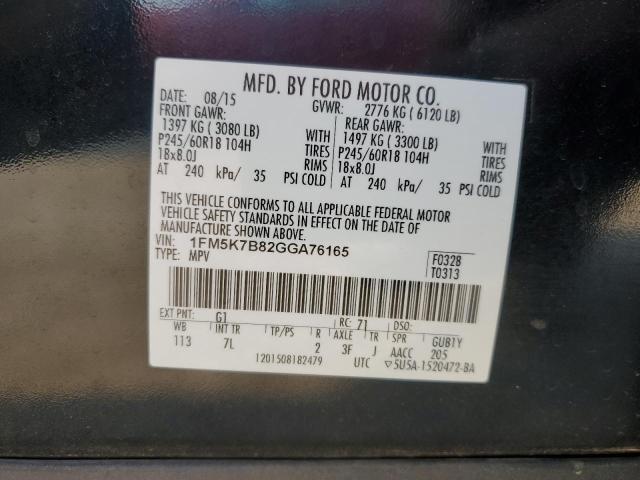 MFD. BY FORD MOTOR CO.
DATE: 08/15 GVWR: 2776 KG ( 6120 LB)
FRONT GAWR: REAR GAWR:
1397 KG ( 3080 LB) WITH 1497 KG ( 3300 LB) WITH
P245/60R18 104H TIRES P245/60R18 104H TIRES
18x8.0J RIMS 18x8.0J RIMS
AT 240 kPa/ 35 PSI COLD AT 240 kPa/ 35 PSI COLD
THIS VEHICLE CONFORMS TO ALL APPLICABLE FEDERAL MOTOR
VEHICLE SAFETY STANDARDS IN EFFECT ON THE DATE OF
MANUFACTURE SHOWN ABOVE.
VIN: 1FM5K7B82GGA76165 F0328
TYPE: MPV T0313
EXT PNT: G1 RC: 71 DSO:
WB INT TR TP/PS R AXLE TR SPR GUB1Y
113 7L 2 3F J AACC 205
1201508182479 UTC ▽5U5A-1520472-BA